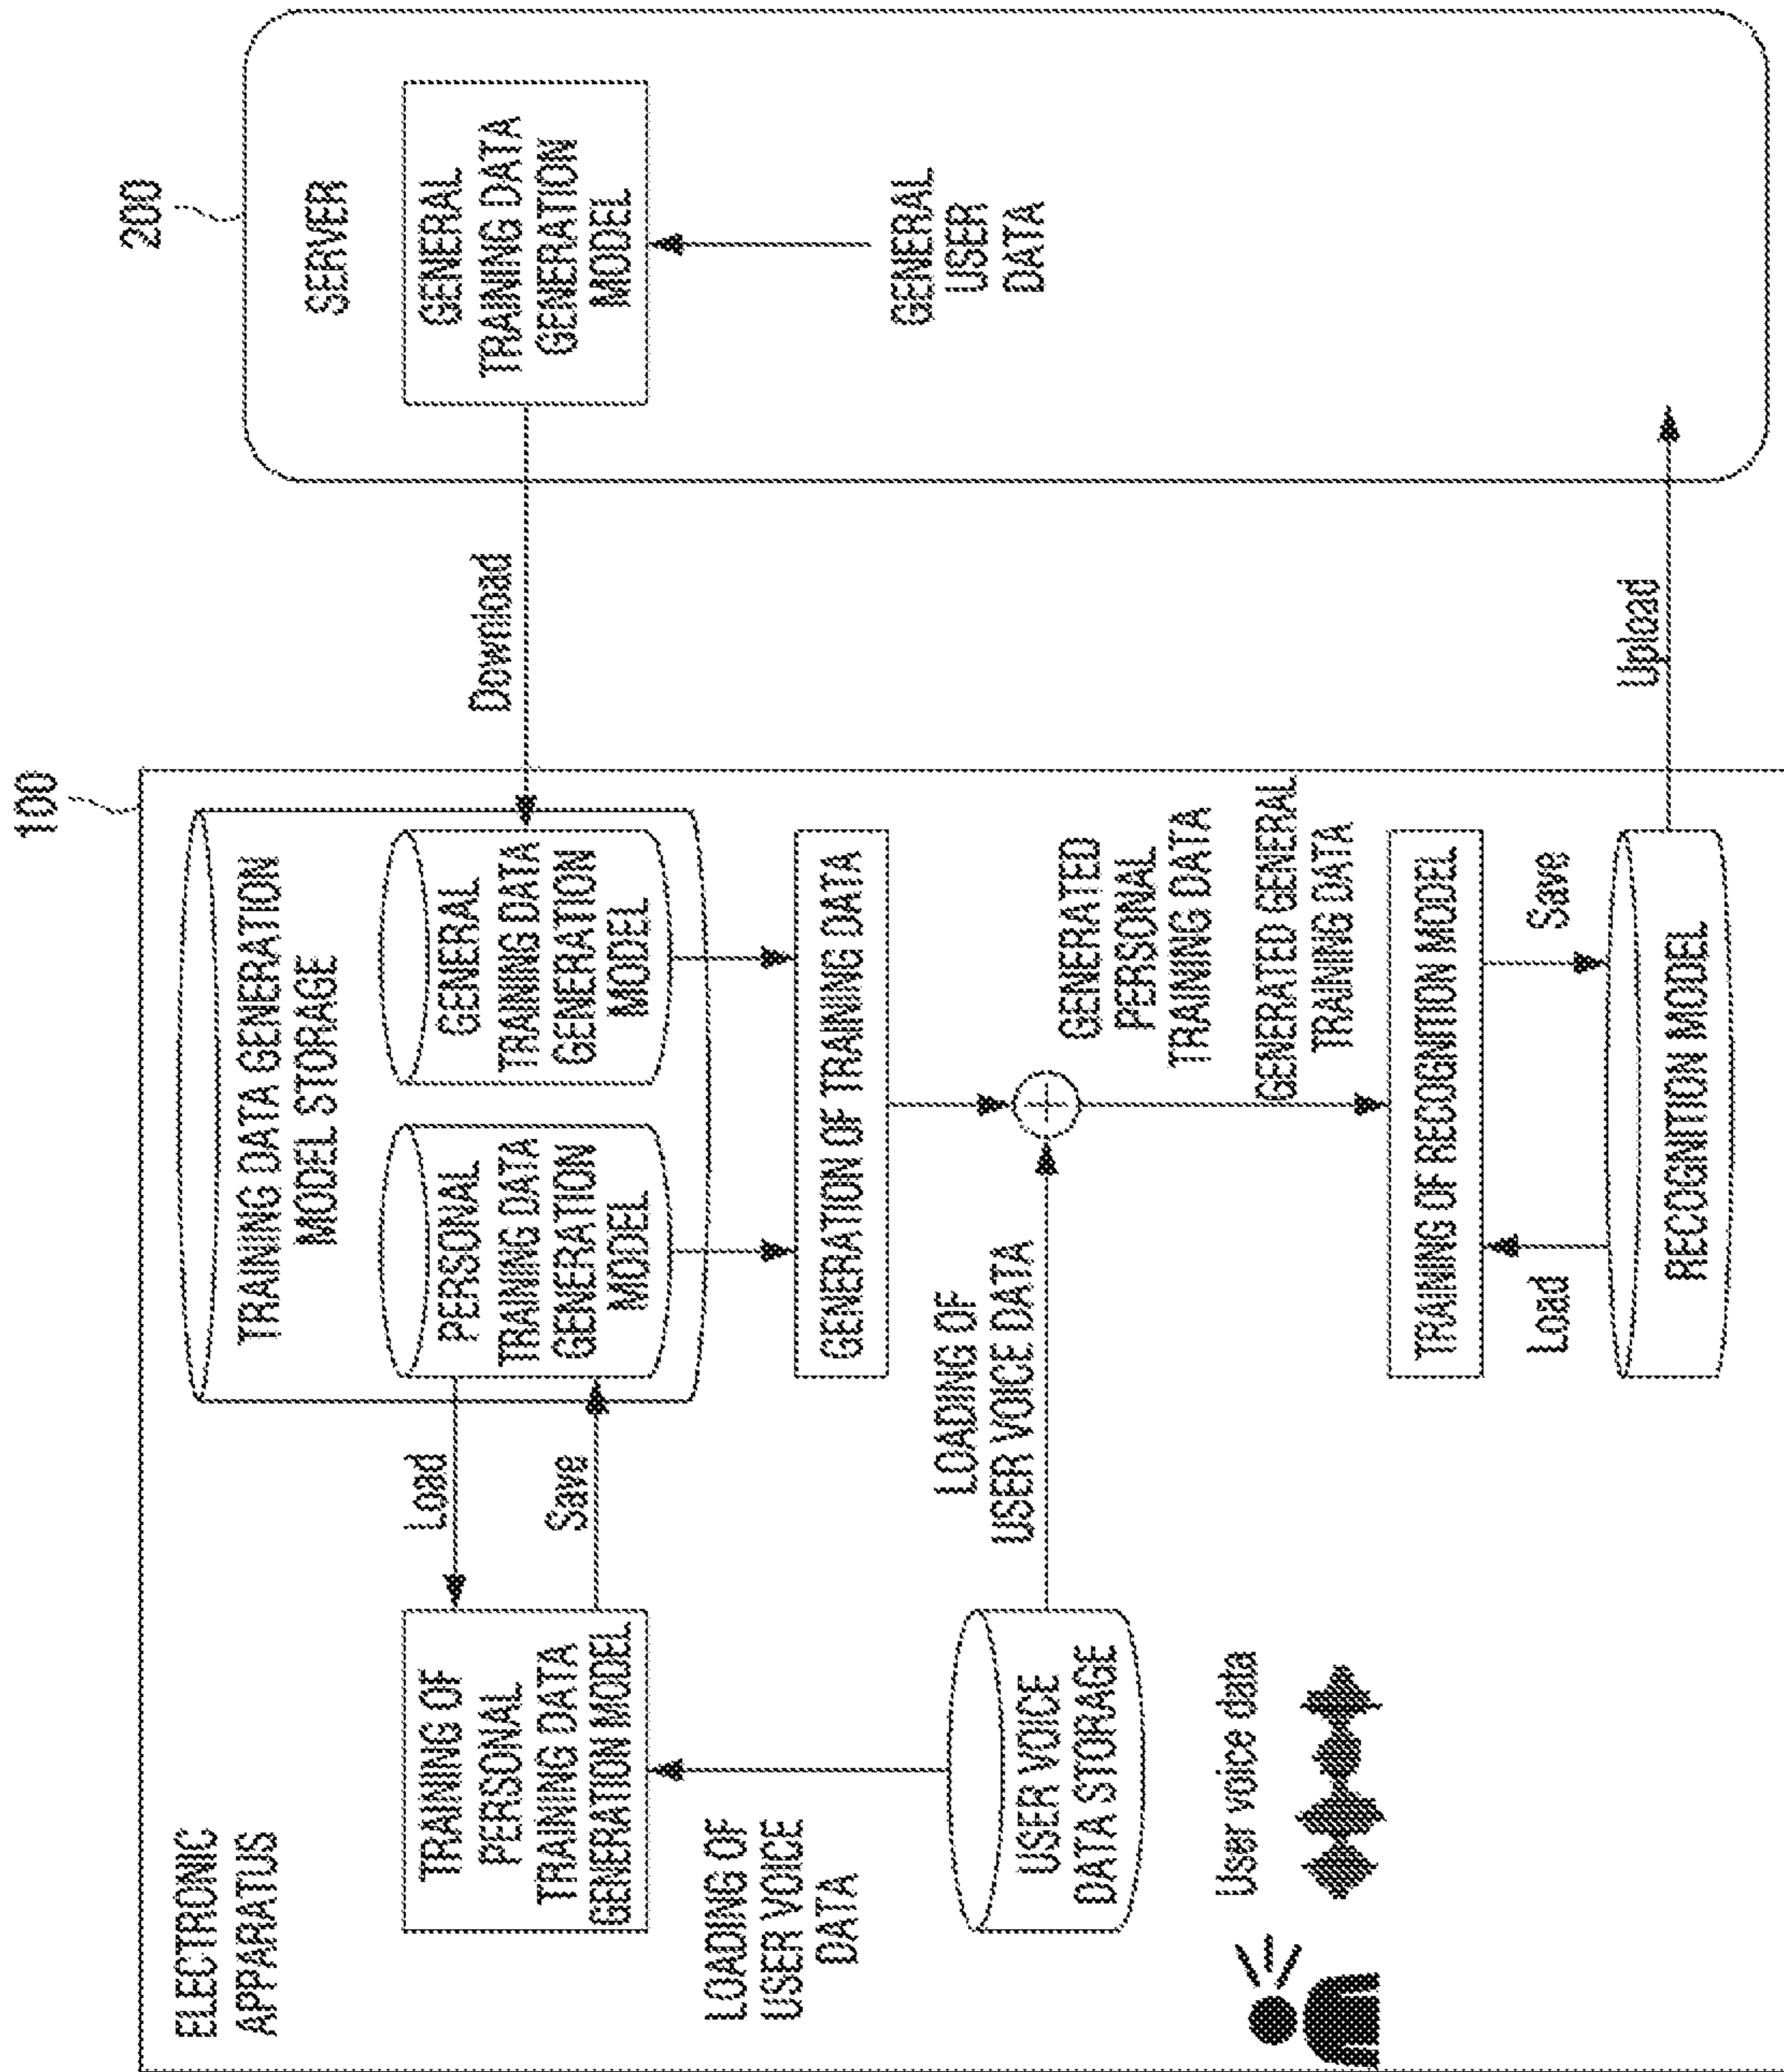 100
200
ELECTRONIC
APPARATUS
TRAINING DATA GENERATION
MODEL STORAGE
SERVER
TRAINING OF
PERSONAL
TRAINING DATA
GENERATION MODEL
Load
Save
PERSONAL
TRAINING DATA
GENERATION
MODEL
GENERAL
TRAINING DATA
GENERATION
MODEL
Download
GENERAL
TRAINING DATA
GENERATION
MODEL
LOADING OF
USER VOICE
DATA
GENERATION OF TRAINING DATA
GENERAL
USER
DATA
USER VOICE
DATA STORAGE
LOADING OF
USER VOICE DATA
GENERATED
PERSONAL
TRAINING DATA
GENERATED GENERAL
TRAINING DATA
User voice data
TRAINING OF RECOGNITION MODEL
Load
Save
RECOGNITION MODEL
Upload